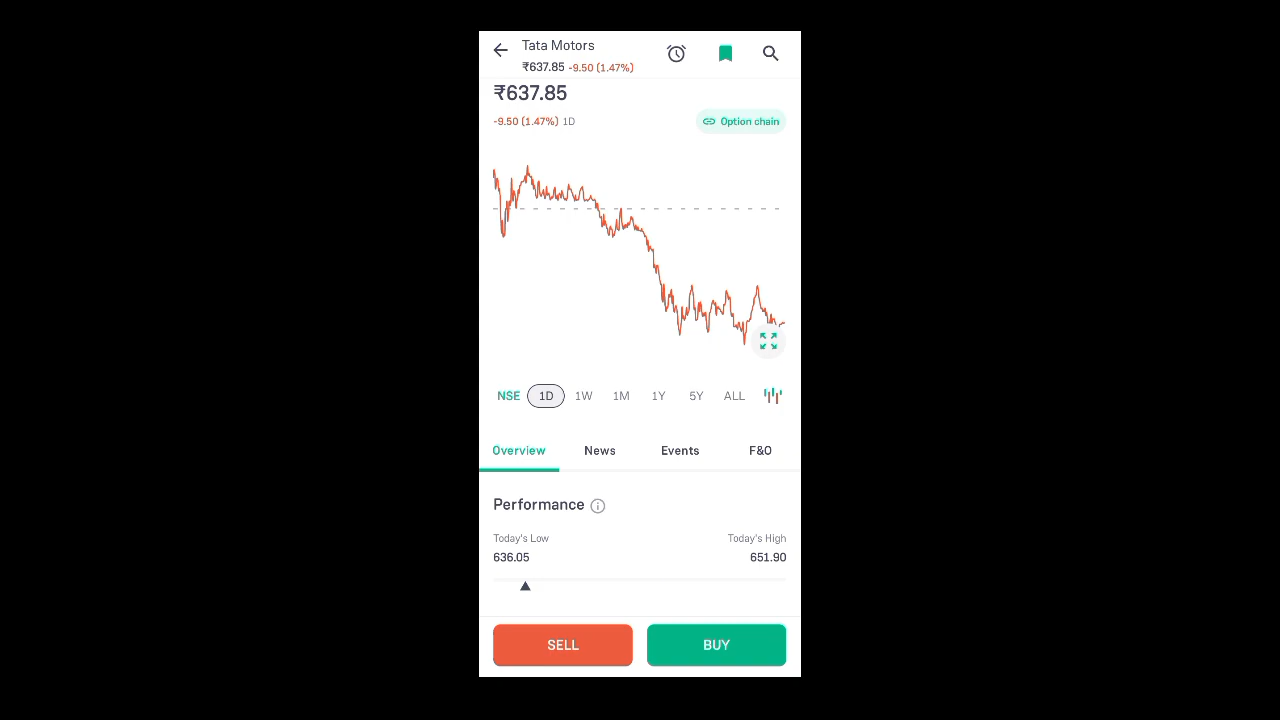 Tata Motors
₹637.85 -9.50 (1.47%)
₹637.85
-9.50 (1.47%) 1D
Option chain
NSE 1D 1W 1M 1Y 5Y ALL
Overview News Events F&O
Performance
Today's Low Today's High
636.05 651.90
SELL BUY